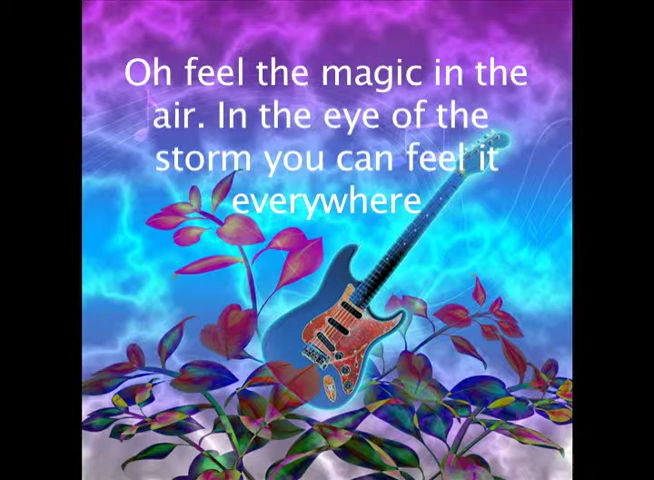 Oh feel the magic in the
air. In the eye of the
storm you can feel it
everywhere